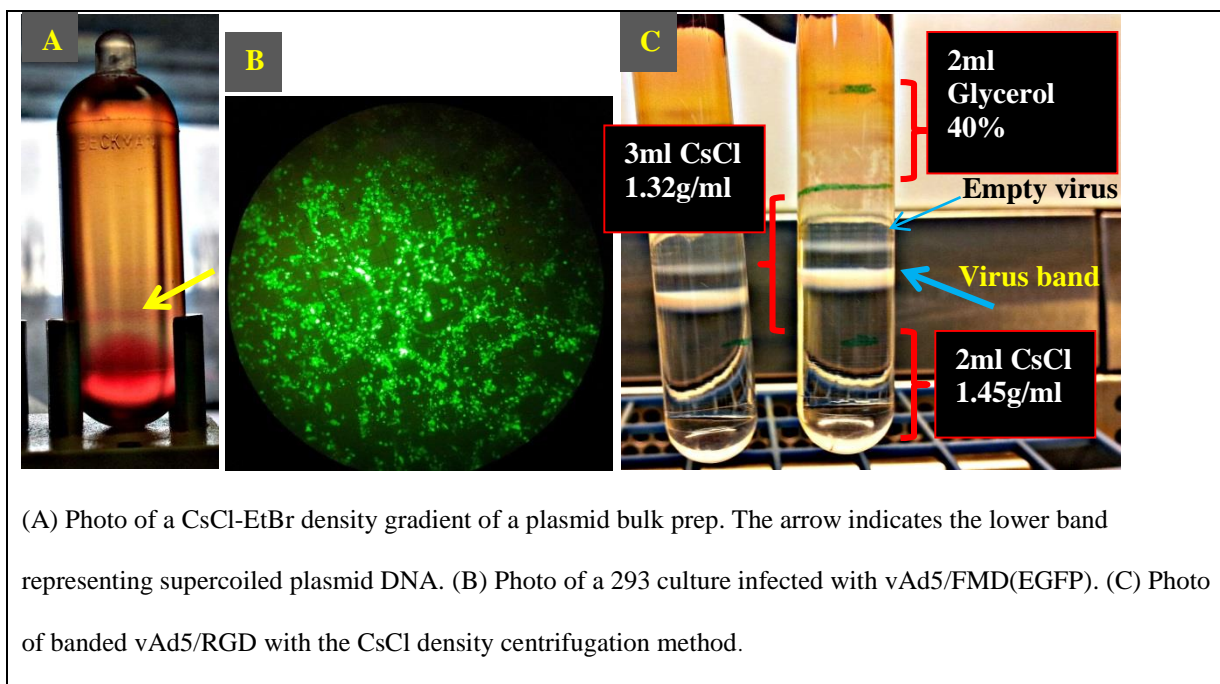 A
B
C
BECKMAN
2ml
Glycerol
40%
3ml CsCl
1.32g/ml
Empty virus
Virus band
2ml CsCl
1.45g/ml
(A) Photo of a CsCl-EtBr density gradient of a plasmid bulk prep. The arrow indicates the lower band
representing supercoiled plasmid DNA. (B) Photo of a 293 culture infected with vAd5/FMD(EGFP). (C) Photo
of banded vAd5/RGD with the CsCl density centrifugation method.